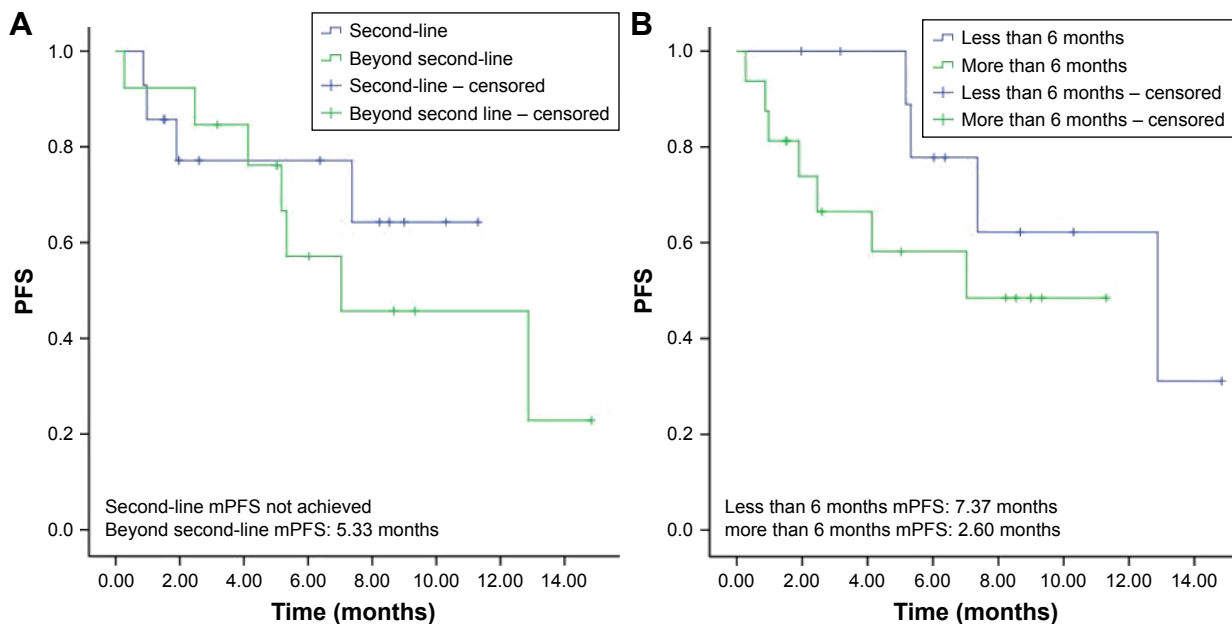 A
Second-line
Beyond second-line
Second-line – censored
Beyond second line – censored
PFS
1.0
0.8
0.6
0.4
0.2
0.0
Second-line mPFS not achieved
Beyond second-line mPFS: 5.33 months
0.00 2.00 4.00 6.00 8.00 10.00 12.00 14.00
Time (months)
B
Less than 6 months
More than 6 months
Less than 6 months – censored
More than 6 months – censored
PFS
1.0
0.8
0.6
0.4
0.2
0.0
Less than 6 months mPFS: 7.37 months
more than 6 months mPFS: 2.60 months
0.00 2.00 4.00 6.00 8.00 10.00 12.00 14.00
Time (months)